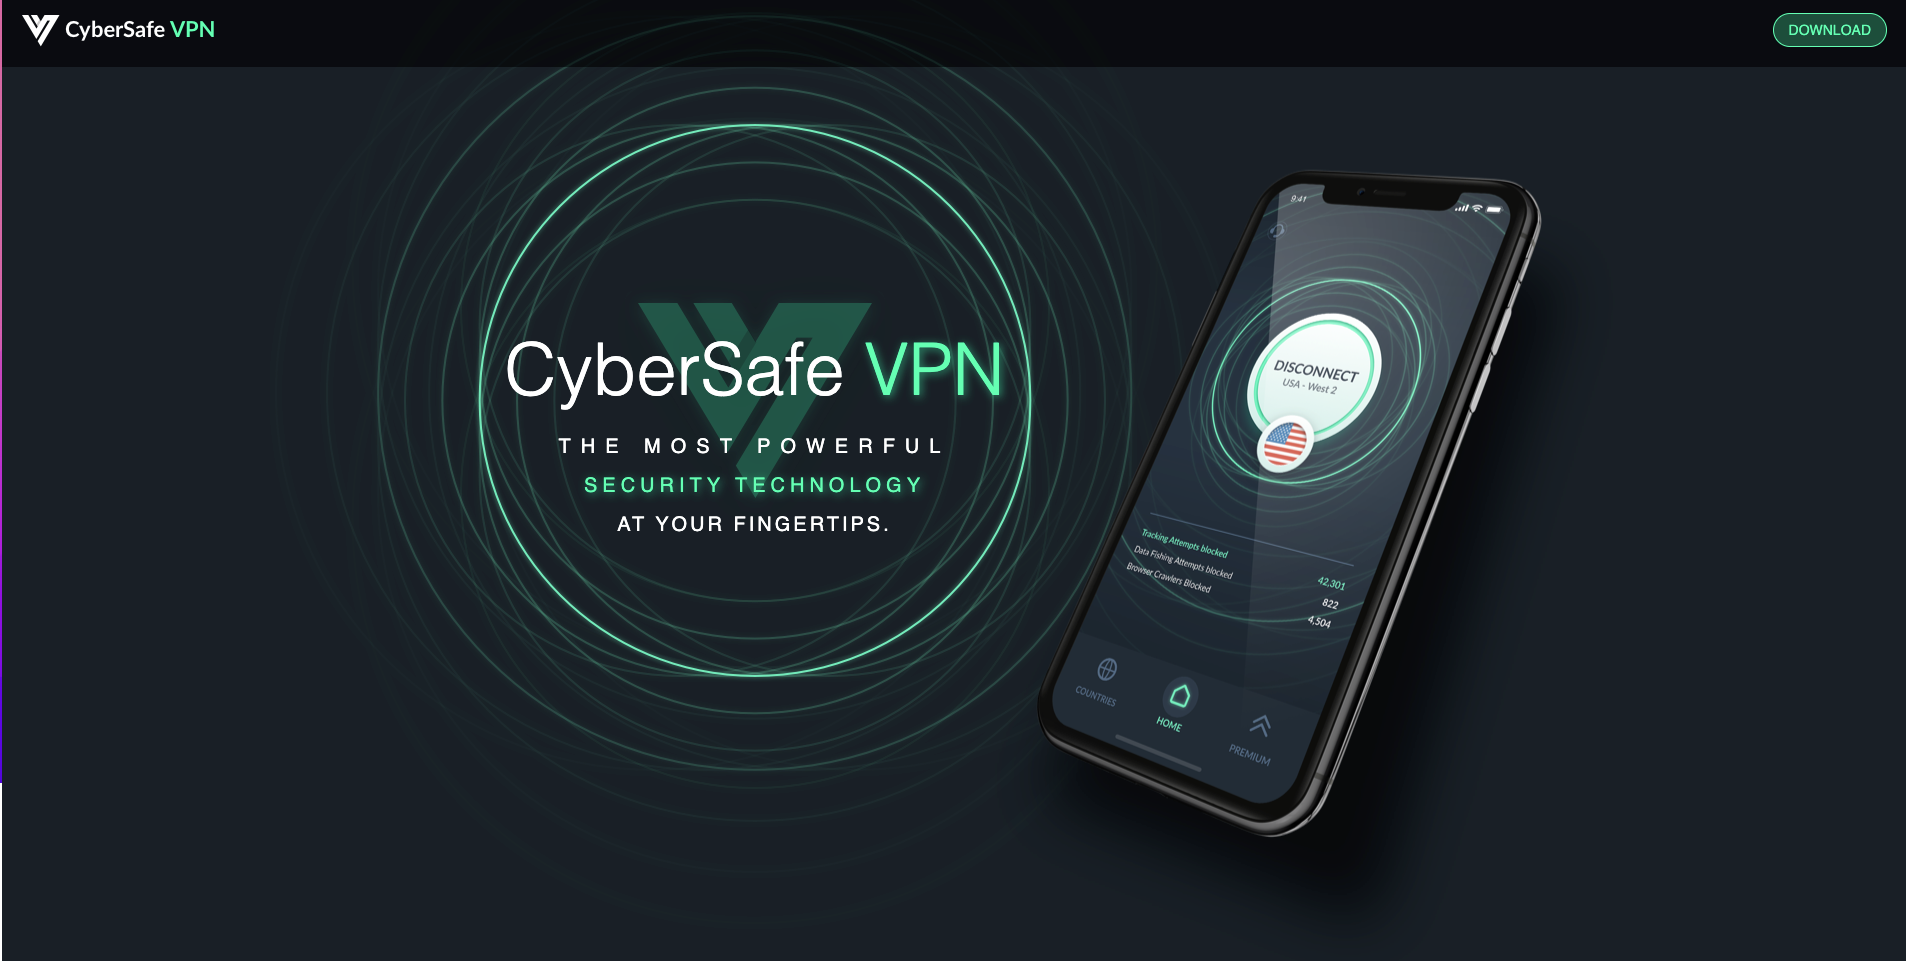 CyberSafe VPN
DOWNLOAD
CyberSafe VPN
THE MOST POWERFUL
SECURITY TECHNOLOGY
AT YOUR FINGERTIPS.
9:41
DISCONNECT
USA - West 2
Tracking Attempts blocked 42,301
Data Fishing Attempts blocked 822
Browser Crawlers Blocked 4,504
COUNTRIES
HOME
PREMIUM